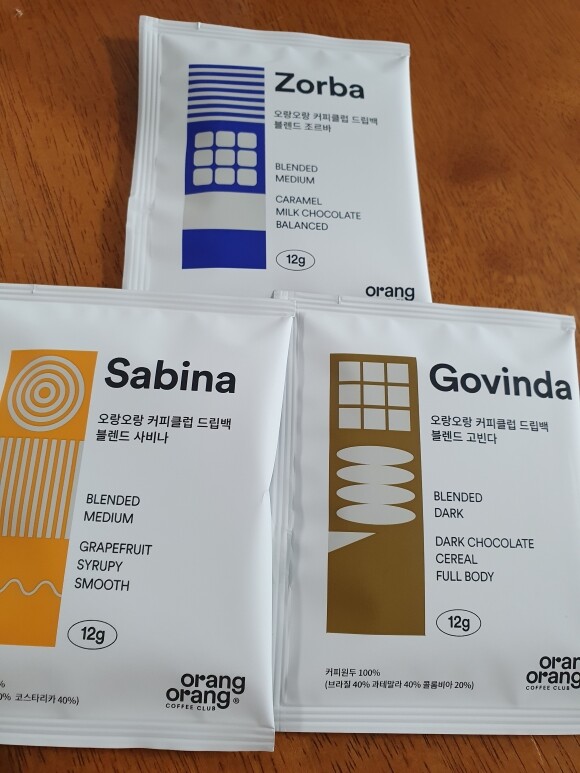 Zorba
오랑오랑 커피클럽 드립백
블렌드 조르바
BLENDED
MEDIUM
CARAMEL
MILK CHOCOLATE
BALANCED
12g
orang
Sabina
오랑오랑 커피클럽 드립백
블렌드 사비나
BLENDED
MEDIUM
GRAPEFRUIT
SYRUPY
SMOOTH
12g
%
0% 코스타리카 40%)
orang
orang®
COFFEE CLUB
Govinda
오랑오랑 커피클럽 드립백
블렌드 고빈다
BLENDED
DARK
DARK CHOCOLATE
CEREAL
FULL BODY
12g
커피원두 100%
(브라질 40% 과테말라 40% 콜롬비아 20%)
oran
orang
COFFEE CLUB